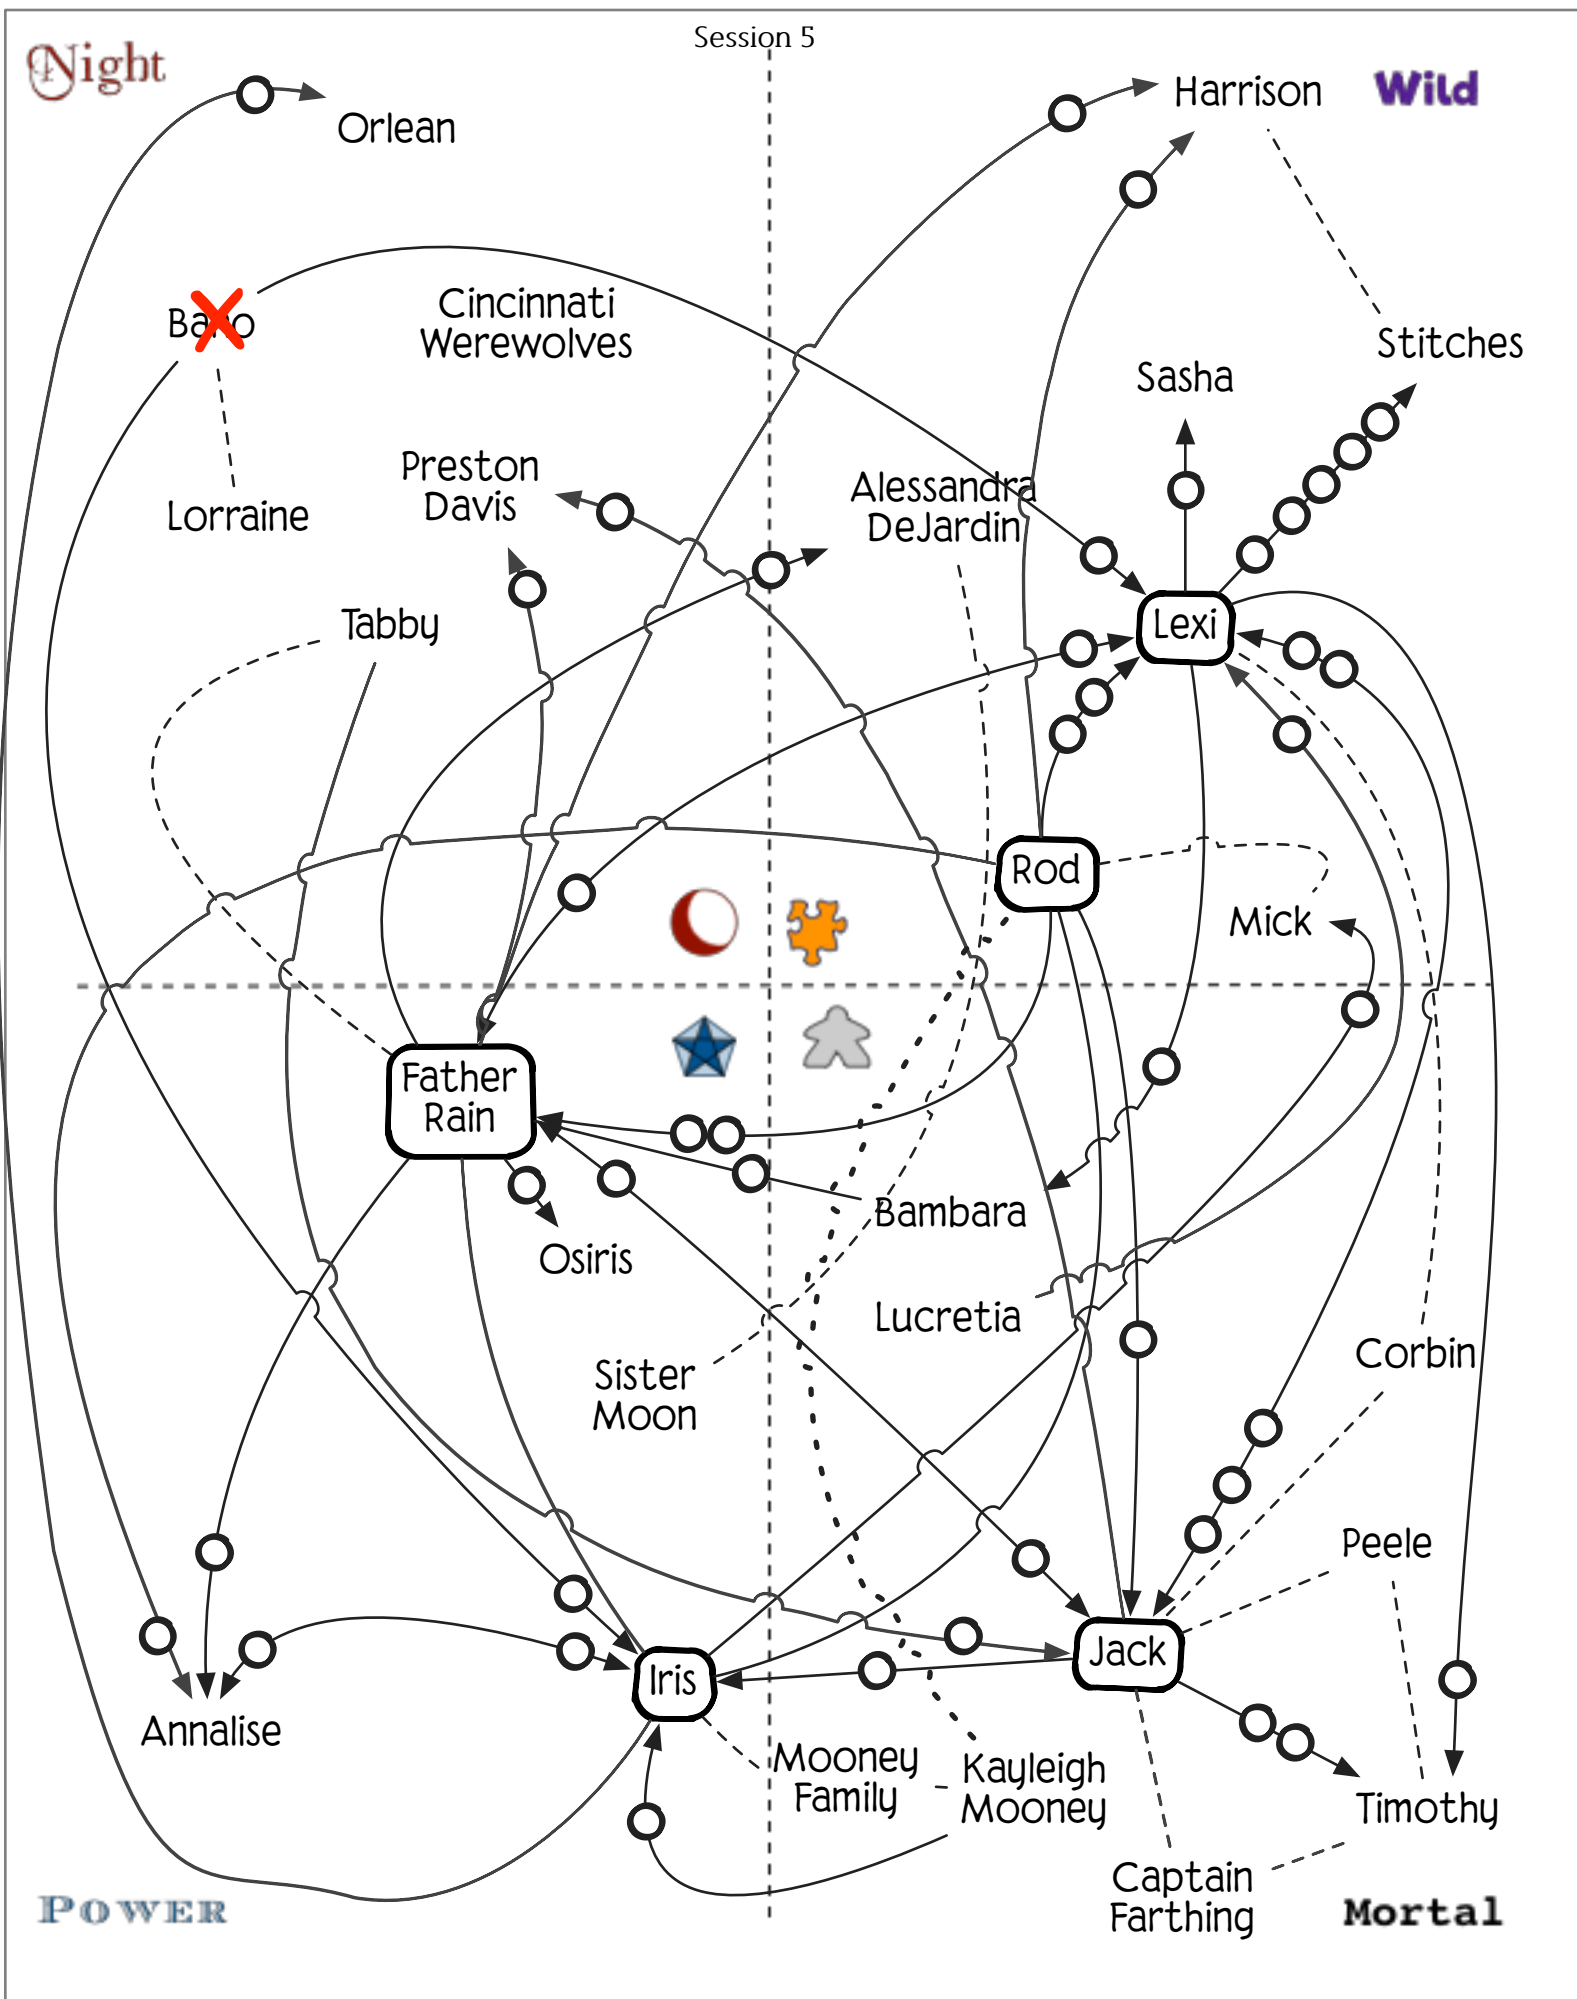 Session 5
Night
Wild
Harrison
Orlean
Cincinnati
Werewolves
Stitches
Sasha
Preston
Davis
Alessandra
DeJardin
Lorraine
Tabby
Lexi
Rod
Mick
Father
Rain
Bambara
Osiris
Lucretia
Corbin
Sister
Moon
Peele
Jack
Iris
Annalise
Mooney
Family
Kayleigh
Mooney
Timothy
Captain
Farthing
Power
Mortal